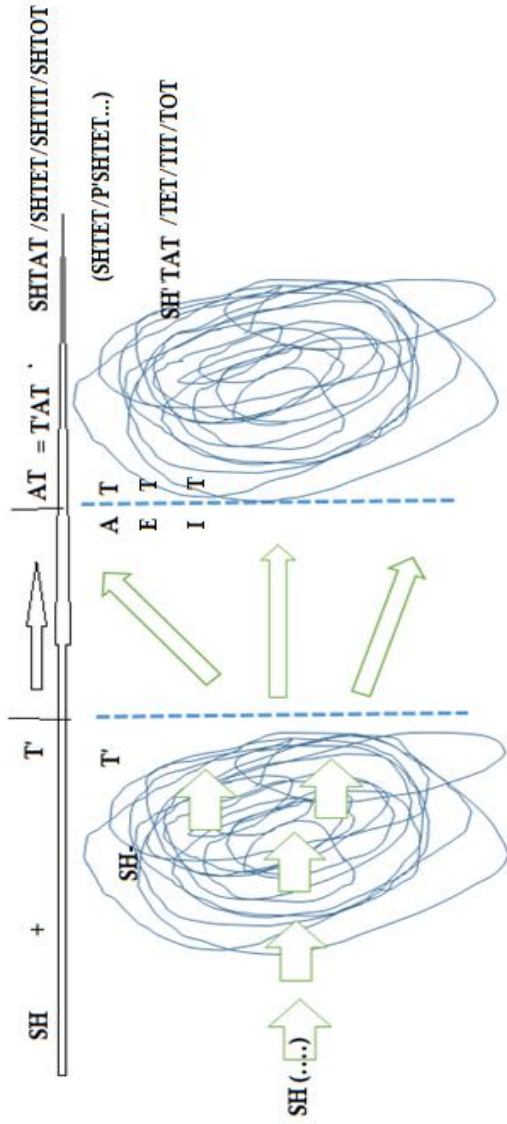 SH + T' AT = T'AT ' SHTAT /SHTET/SHTIT/SHTOT
(SHTET/P'SHTET...)
SH- T' A T SH' TAT /TET/TIT/TOT
E T
I T
SH (....)